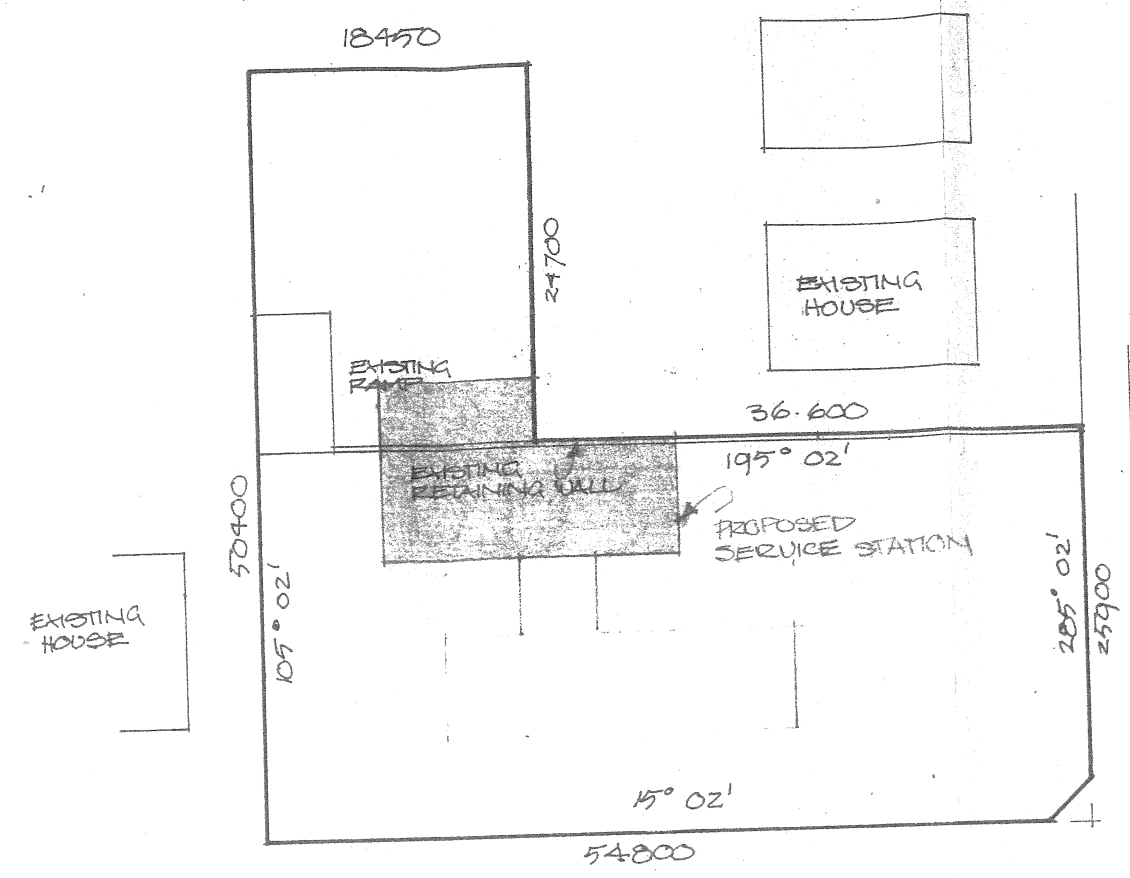 18450
24700
EXISTING
HOUSE
EXISTING
RAMP
36.600
195° 02'
EXISTING
RETAINING WALL
PROPOSED
SERVICE STATION
50400
105° 02'
285° 02'
25900
EXISTING
HOUSE
15° 02'
54800